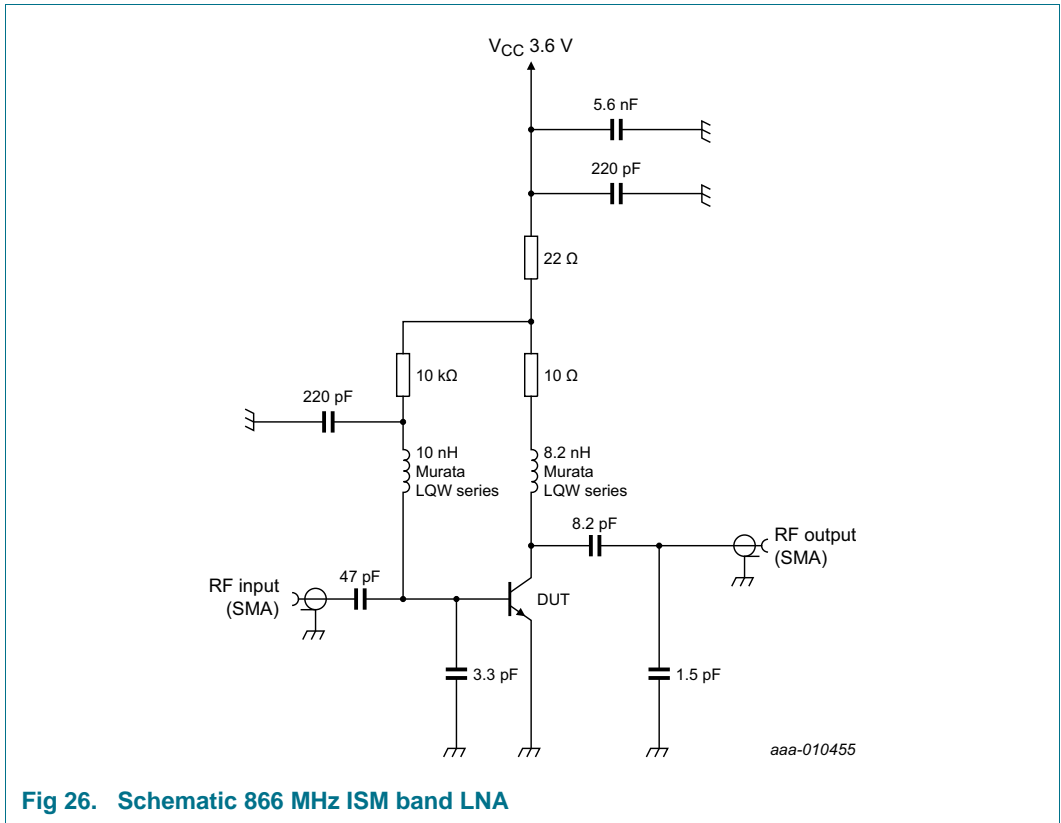 VCC 3.6 V
5.6 nF
220 pF
22 Ω
10 kΩ
10 Ω
220 pF
10 nH
Murata
LQW series
8.2 nH
Murata
LQW series
8.2 pF
RF output
(SMA)
47 pF
RF input
(SMA)
DUT
3.3 pF
1.5 pF
aaa-010455
Fig 26. Schematic 866 MHz ISM band LNA